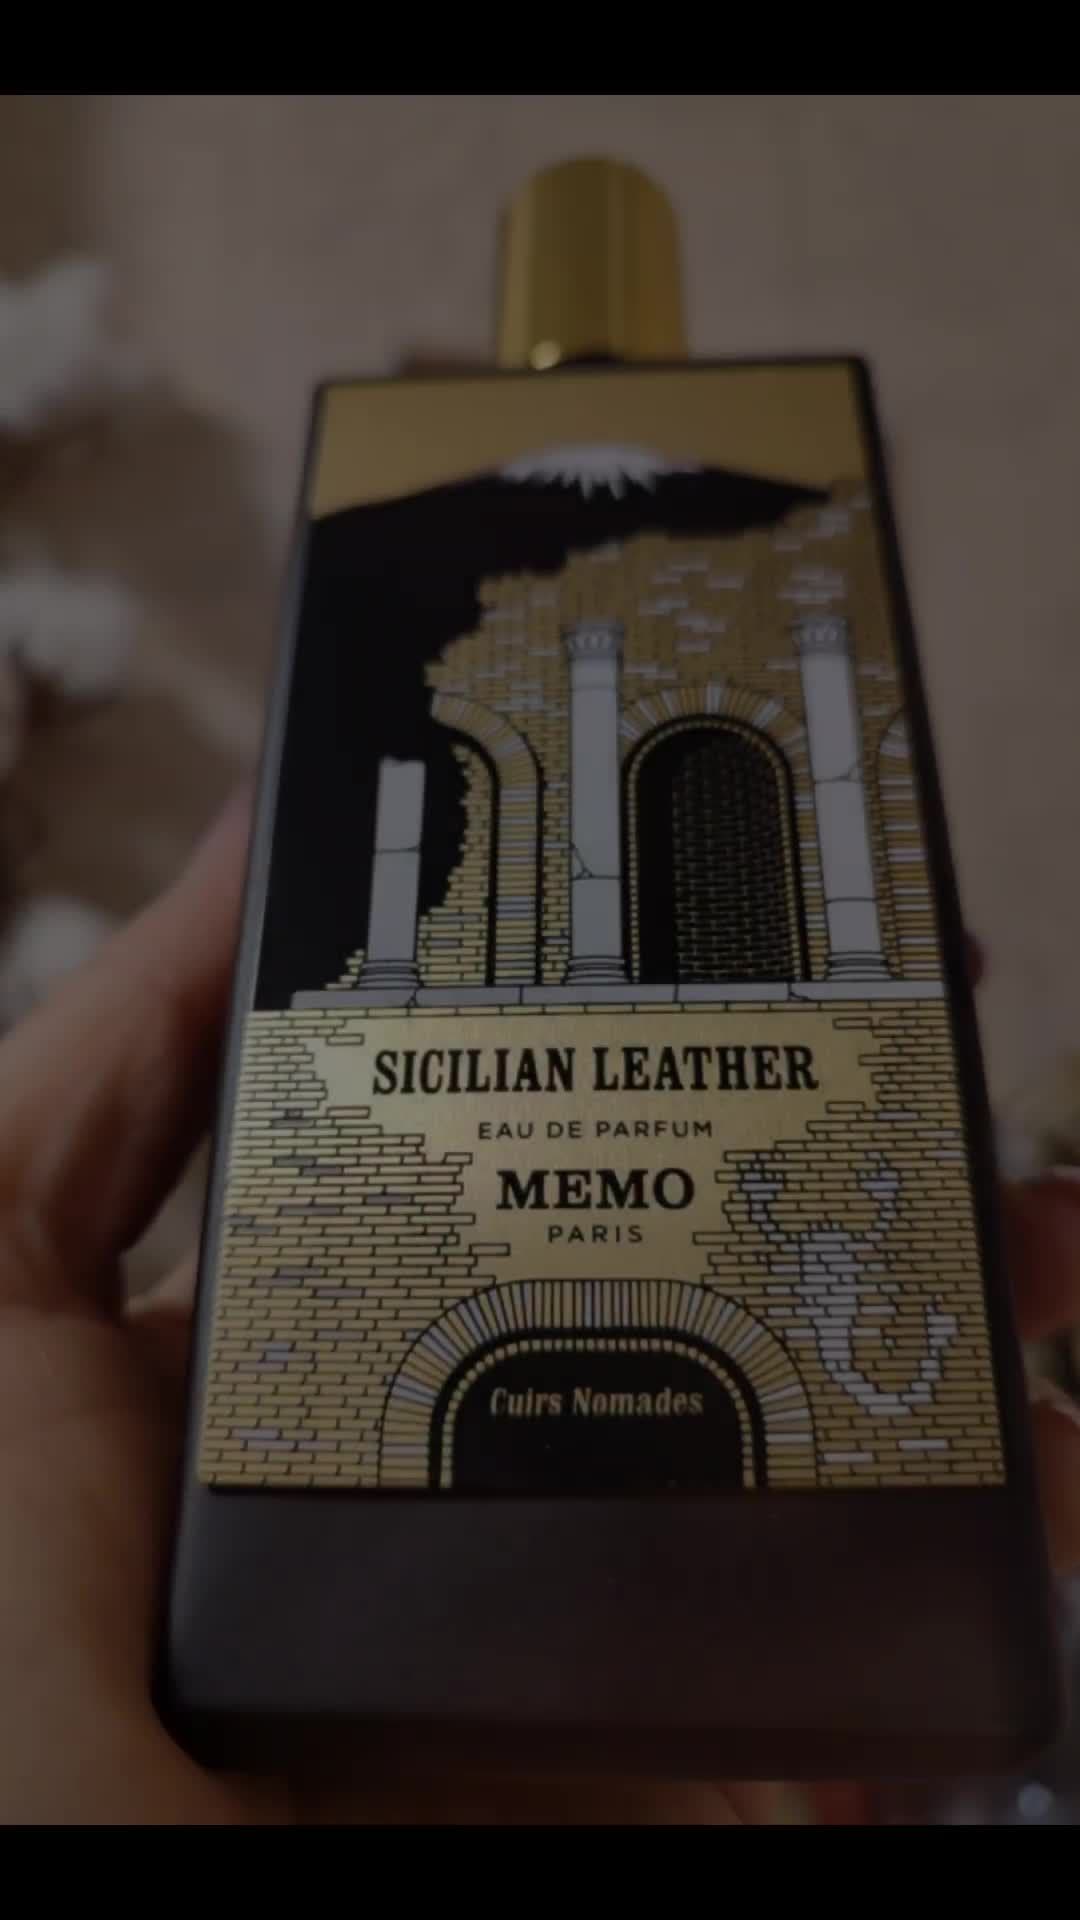 SICILIAN LEATHER
EAU DE PARFUM
MEMO
PARIS
Cuirs Nomades